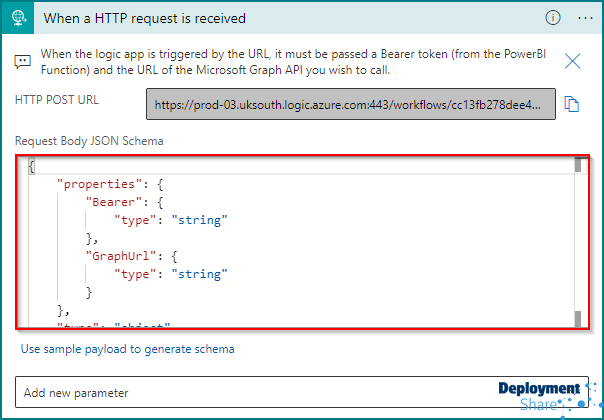 When a HTTP request is received
When the logic app is triggered by the URL, it must be passed a Bearer token (from the PowerBI
Function) and the URL of the Microsoft Graph API you wish to call.
HTTP POST URL
https://prod-03.uksouth.logic.azure.com:443/workflows/cc13fb278dee4...
Request Body JSON Schema
{
"properties": {
"Bearer": {
"type": "string"
},
"GraphUrl": {
"type": "string"
}
},
"type": "object"
Use sample payload to generate schema
Add new parameter
Deployment
Share